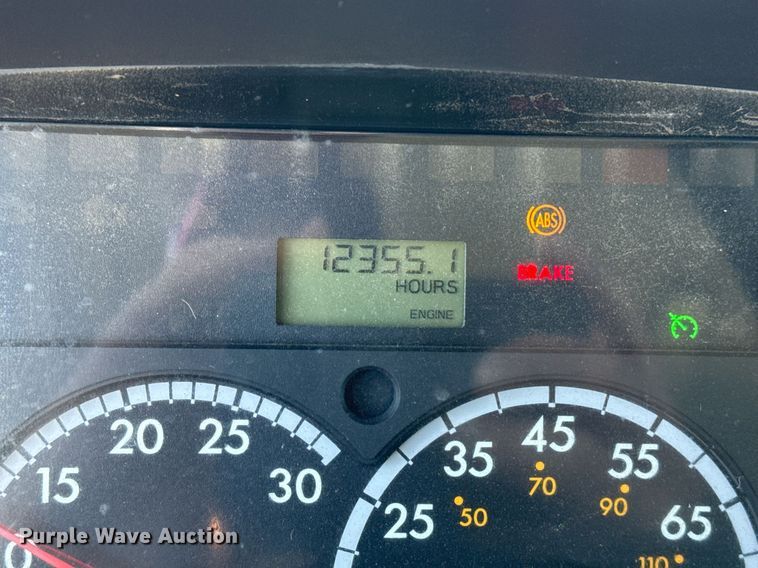 ABS
12355.1
BRAKE
HOURS
ENGINE
20 25
15 30
45
35 55
70
50 90
25 65
110
Purple Wave Auction